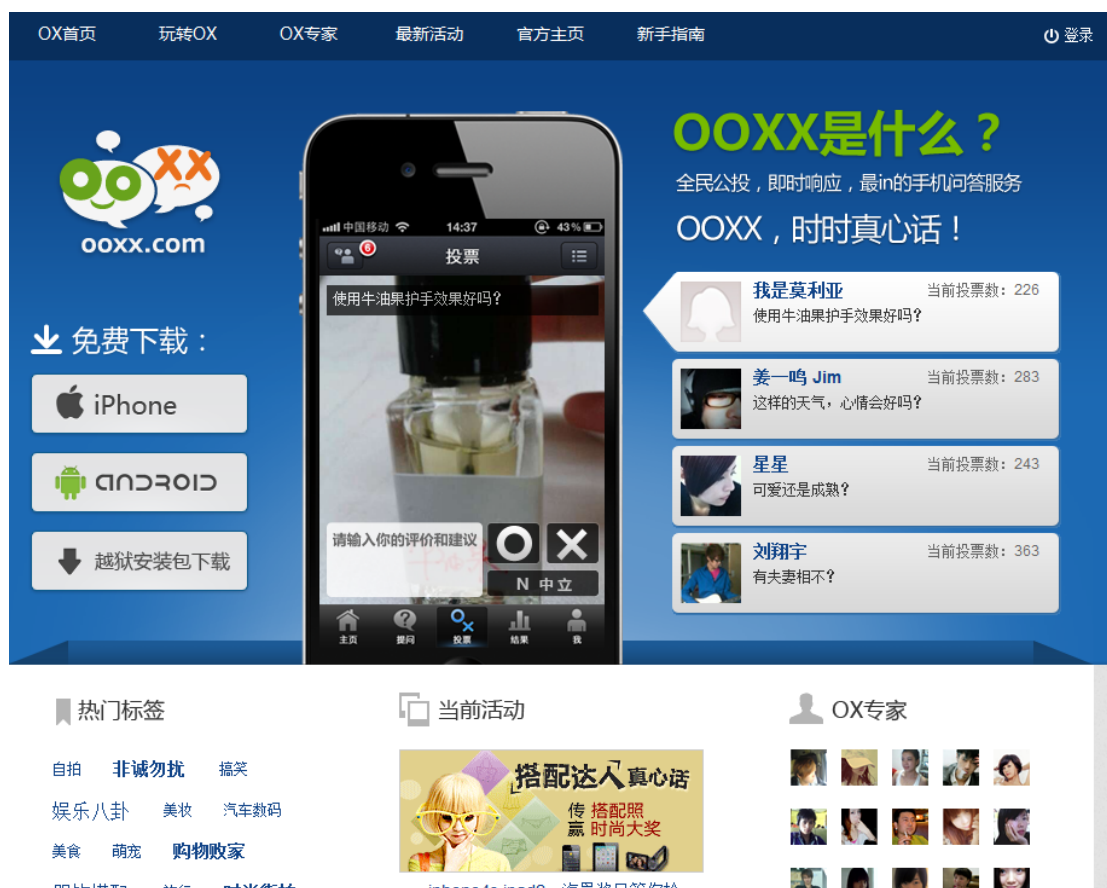 OX首页 玩转OX OX专家 最新活动 官方主页 新手指南 登录
OOXX是什么？
全民公投，即时响应，最in的手机问答服务
OOXX，时时真心话！
oo xx
ooxx.com
免费下载：
iPhone
ANDROID
越狱安装包下载
中国移动 14:37 43%
6
投票
使用牛油果护手效果好吗?
请输入你的评价和建议
N 中立
主页 提问 投票 结果 我
我是莫利亚 当前投票数：226
使用牛油果护手效果好吗?
姜一鸣 Jim 当前投票数：283
这样的天气，心情会好吗?
星星 当前投票数：243
可爱还是成熟?
刘翔宇 当前投票数：363
有夫妻相不?
热门标签
自拍 非诚勿扰 搞笑
娱乐八卦 美妆 汽车数码
美食 萌宠 购物败家
当前活动
搭配达人真心话
传 搭配照
赢 时尚大奖
OX专家